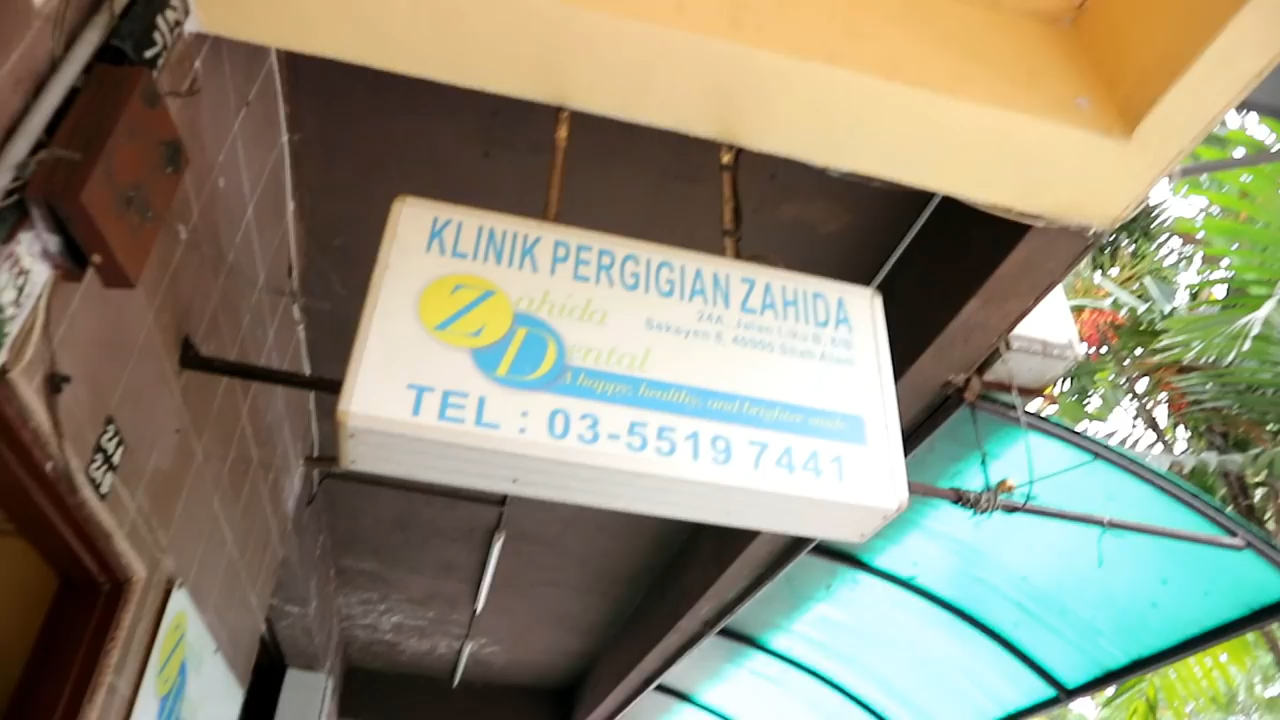 KLINIK PERGIGIAN ZAHIDA
Zahida
Dental
24A, Jalan Liku B, 8/B
Seksyen 8, 40000 Shah Alam
A happy, healthy, and brighter smile
TEL : 03-5519 7441
24